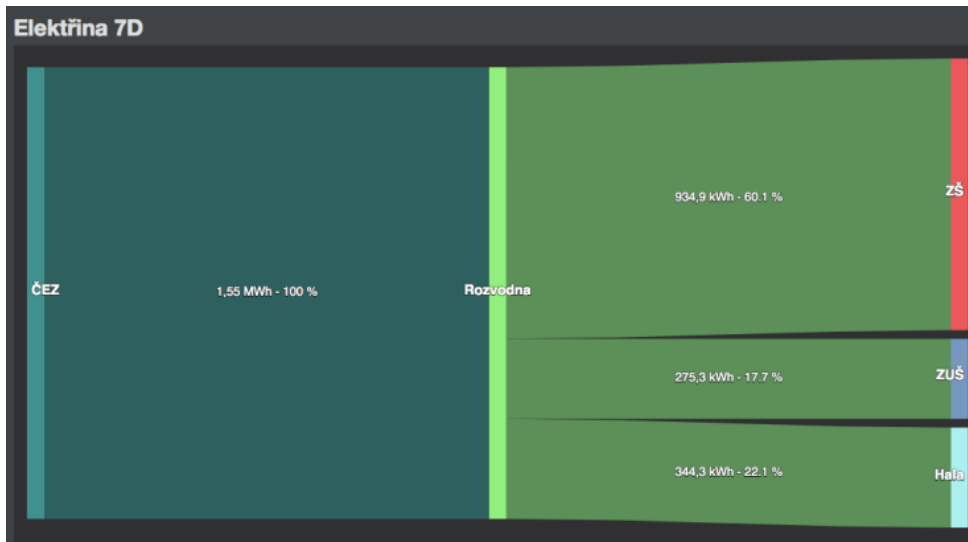 Elektřina 7D
934,9 kWh - 60.1 %
ZŠ
ČEZ
1,55 MWh - 100 %
Rozvodna
275,3 kWh - 17.7 %
ZUŠ
344,3 kWh - 22.1 %
Hala